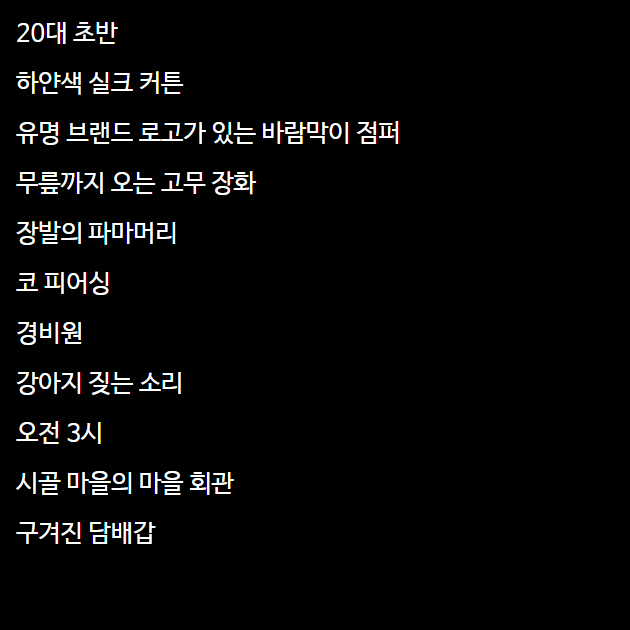 20대 초반
하얀색 실크 커튼
유명 브랜드 로고가 있는 바람막이 점퍼
무릎까지 오는 고무 장화
장발의 파마머리
코 피어싱
경비원
강아지 짖는 소리
오전 3시
시골 마을의 마을 회관
구겨진 담배갑